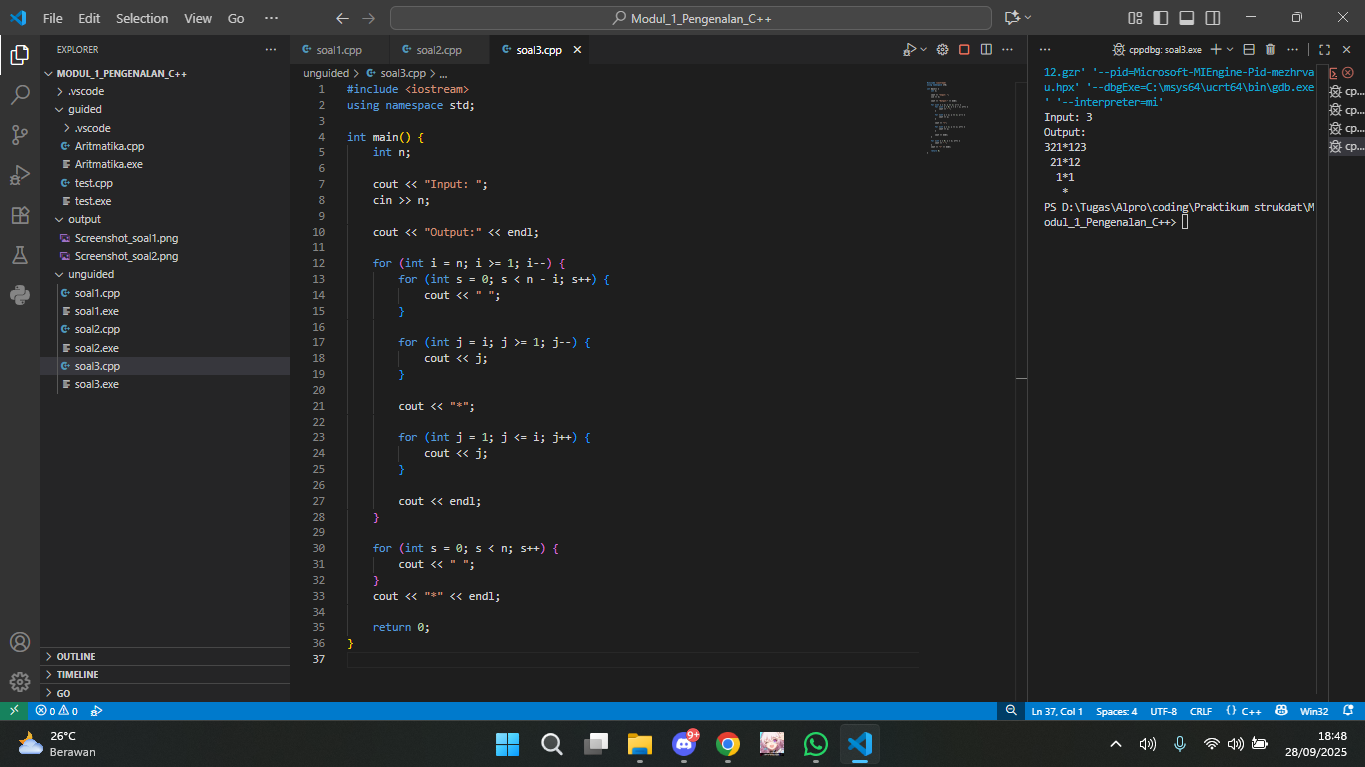 File Edit Selection View Go ···
Modul_1_Pengenalan_C++
EXPLORER
MODUL_1_PENGENALAN_C++
.vscode
guided
.vscode
Aritmatika.cpp
Aritmatika.exe
test.cpp
test.exe
output
Screenshot_soal1.png
Screenshot_soal2.png
unguided
soal1.cpp
soal1.exe
soal2.cpp
soal2.exe
soal3.cpp
soal3.exe
OUTLINE
TIMELINE
GO
soal1.cpp soal2.cpp soal3.cpp
unguided > soal3.cpp > ...
1 #include <iostream>
2 using namespace std;
3
4 int main() {
5 int n;
6
7 cout << "Input: ";
8 cin >> n;
9
10 cout << "Output:" << endl;
11
12 for (int i = n; i >= 1; i--) {
13 for (int s = 0; s < n - i; s++) {
14 cout << " ";
15 }
16
17 for (int j = i; j >= 1; j--) {
18 cout << j;
19 }
20
21 cout << "*";
22
23 for (int j = 1; j <= i; j++) {
24 cout << j;
25 }
26
27 cout << endl;
28 }
29
30 for (int s = 0; s < n; s++) {
31 cout << " ";
32 }
33 cout << "*" << endl;
34
35 return 0;
36 }
37
cppdbg: soal3.exe
12.gzr' '--pid=Microsoft-MIEngine-Pid-mezhrva
u.hpx' '--dbgExe=C:\msys64\ucrt64\bin\gdb.exe
' '--interpreter=mi'
Input: 3
Output:
321*123
21*12
1*1
*
PS D:\Tugas\Alpro\coding\Praktikum strukdat\M
odul_1_Pengenalan_C++>
cp...
cp...
cp...
cp...
0 0
Ln 37, Col 1 Spaces: 4 UTF-8 CRLF {} C++ Win32
26°C
Berawan
9+
18:48
28/09/2025